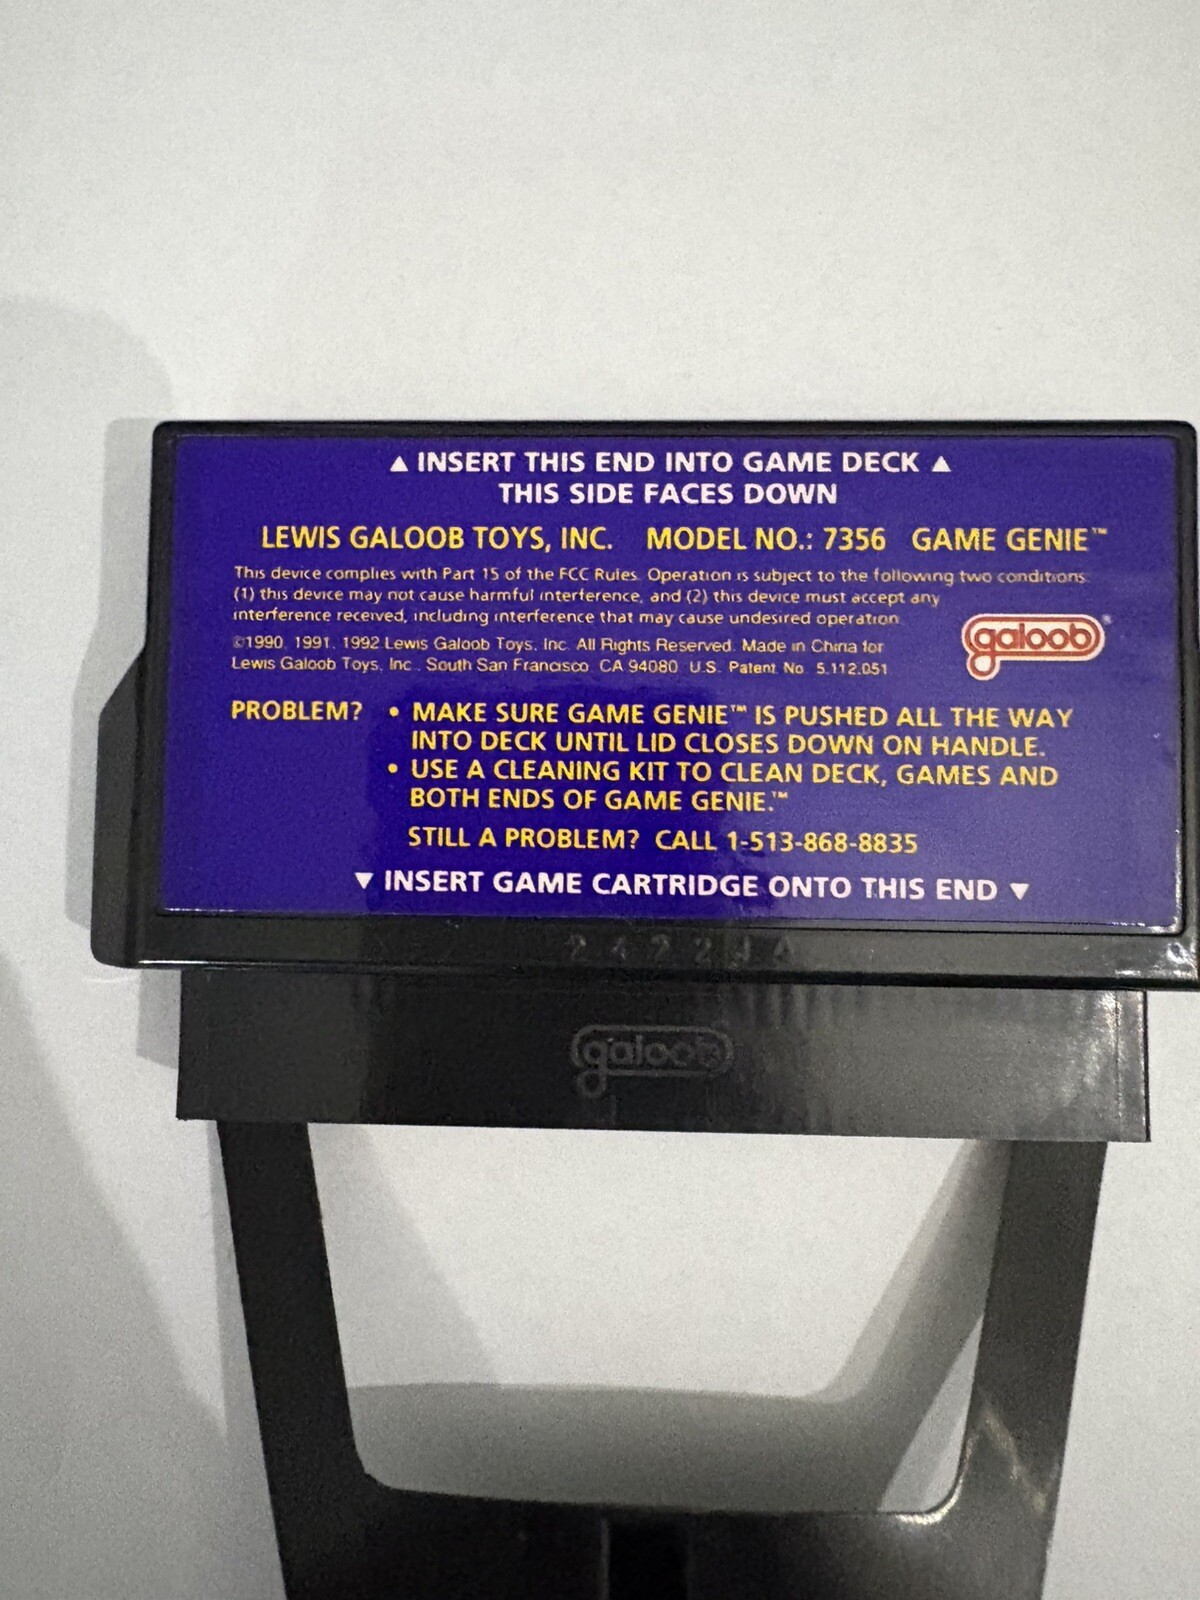 ▲ INSERT THIS END INTO GAME DECK ▲
THIS SIDE FACES DOWN
LEWIS GALOOB TOYS, INC. MODEL NO.: 7356 GAME GENIE™
This device complies with Part 15 of the FCC Rules. Operation is subject to the following two conditions:
(1) this device may not cause harmful interference, and (2) this device must accept any
interference received, including interference that may cause undesired operation.
©1990, 1991, 1992 Lewis Galoob Toys, Inc. All Rights Reserved. Made in China for
Lewis Galoob Toys, Inc., South San Francisco, CA 94080 U.S. Patent No. 5,112,051
galoob®
PROBLEM? • MAKE SURE GAME GENIE™ IS PUSHED ALL THE WAY
INTO DECK UNTIL LID CLOSES DOWN ON HANDLE.
• USE A CLEANING KIT TO CLEAN DECK, GAMES AND
BOTH ENDS OF GAME GENIE.™
STILL A PROBLEM? CALL 1-513-868-8835
▼ INSERT GAME CARTRIDGE ONTO THIS END ▼
galoob